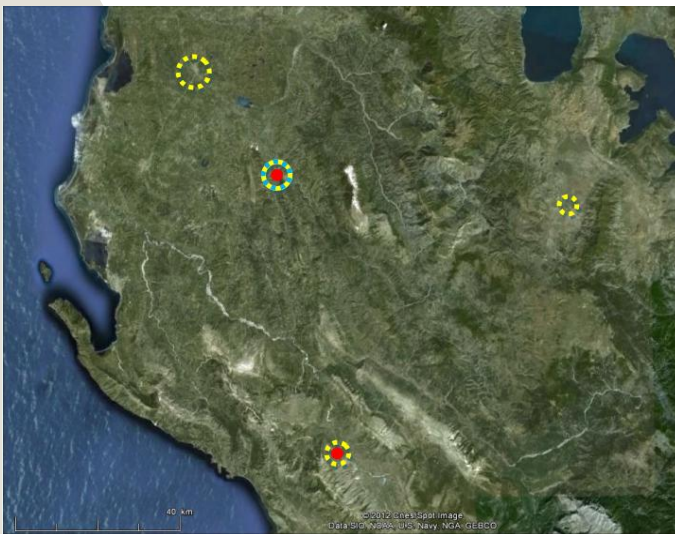 40 km
©2012 Cnes/Spot Image
Data SIO, NOAA, U.S. Navy, NGA, GEBCO